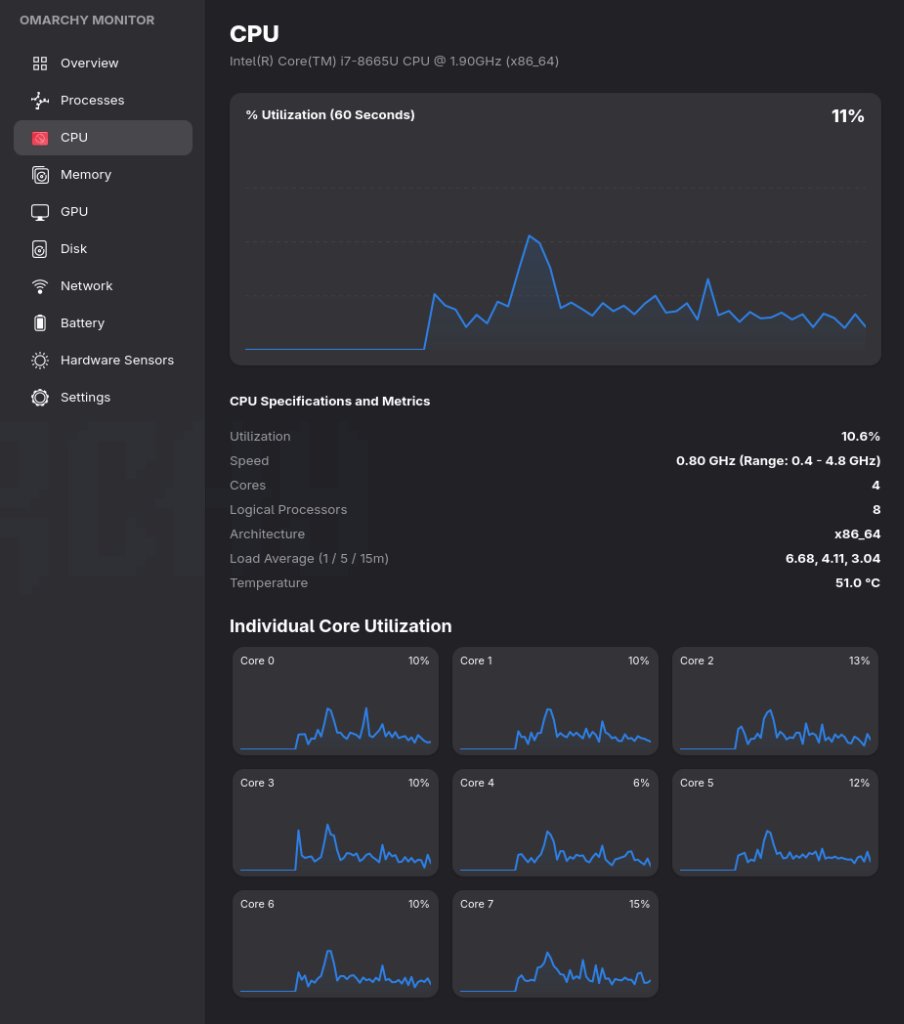 OMARCHY MONITOR
Overview
Processes
CPU
Memory
GPU
Disk
Network
Battery
Hardware Sensors
Settings
CPU
Intel(R) Core(TM) i7-8665U CPU @ 1.90GHz (x86_64)
% Utilization (60 Seconds) 11%
CPU Specifications and Metrics
Utilization 10.6%
Speed 0.80 GHz (Range: 0.4 - 4.8 GHz)
Cores 4
Logical Processors 8
Architecture x86_64
Load Average (1 / 5 / 15m) 6.68, 4.11, 3.04
Temperature 51.0 °C
Individual Core Utilization
Core 0 10% Core 1 10% Core 2 13%
Core 3 10% Core 4 6% Core 5 12%
Core 6 10% Core 7 15%